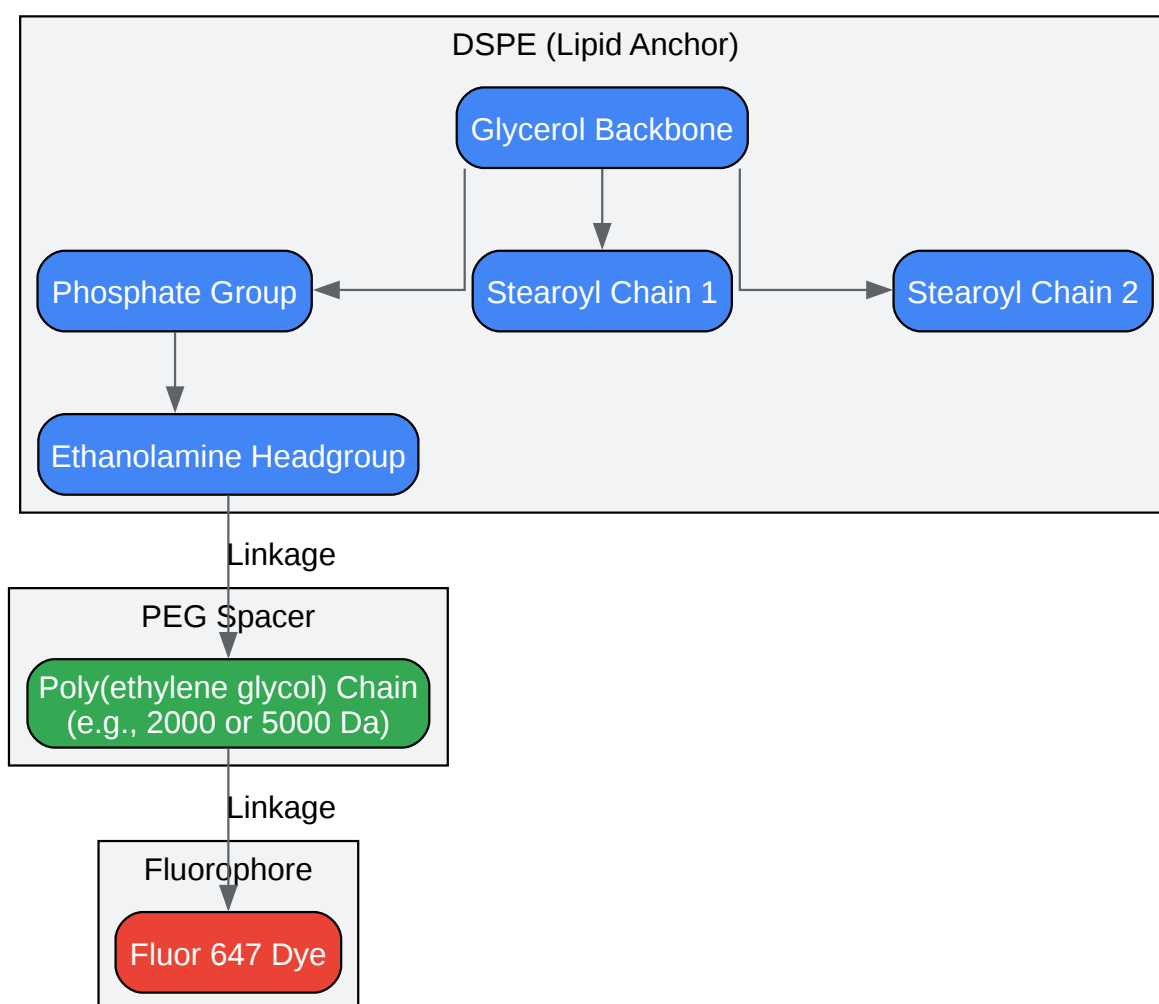 DSPE (Lipid Anchor)
Glycerol Backbone
Phosphate Group
Stearoyl Chain 1
Stearoyl Chain 2
Ethanolamine Headgroup
Linkage
PEG Spacer
Poly(ethylene glycol) Chain
(e.g., 2000 or 5000 Da)
Linkage
Fluorophore
Fluor 647 Dye